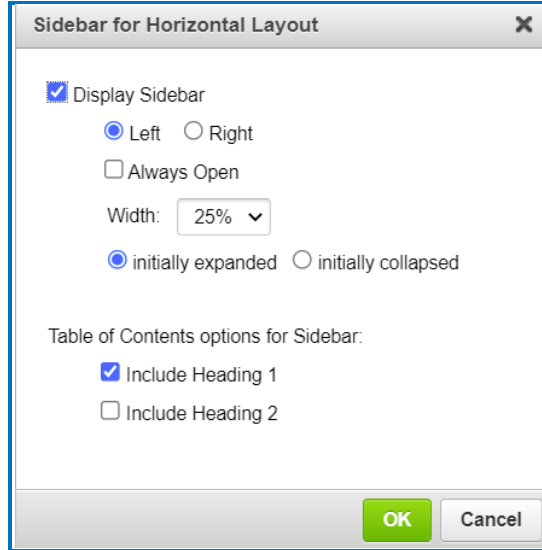 Sidebar for Horizontal Layout
Display Sidebar
Left Right
Always Open
Width: 25%
initially expanded initially collapsed
Table of Contents options for Sidebar:
Include Heading 1
Include Heading 2
OK Cancel